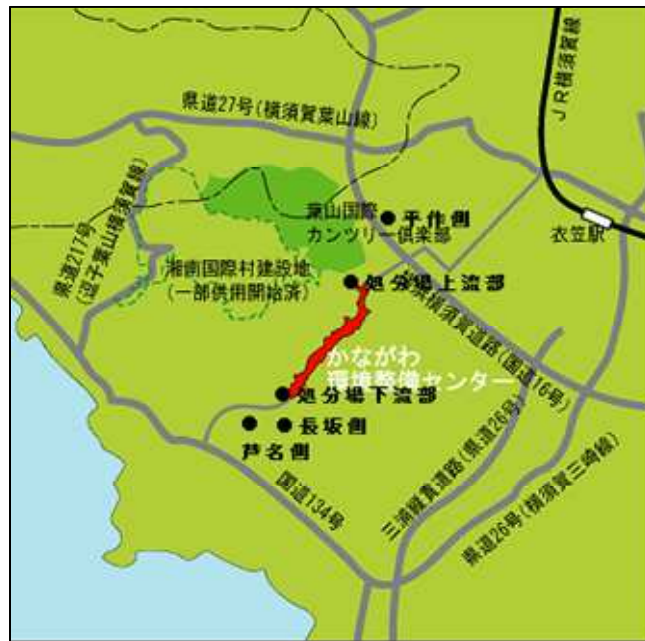 県道27号(横須賀葉山線)
JR横須賀線
県道217号
(逗子葉山横須賀線)
葉山国際
カンツリー倶楽部
平作側
衣笠駅
湘南国際村建設地
(一部供用開始済)
処分場上流部
横浜横須賀道路(国道16号)
かながわ
環境整備センター
処分場下流部
長坂側
芦名側
国道134号
三浦縦貫道路(県道26号)
県道26号(横須賀三崎線)